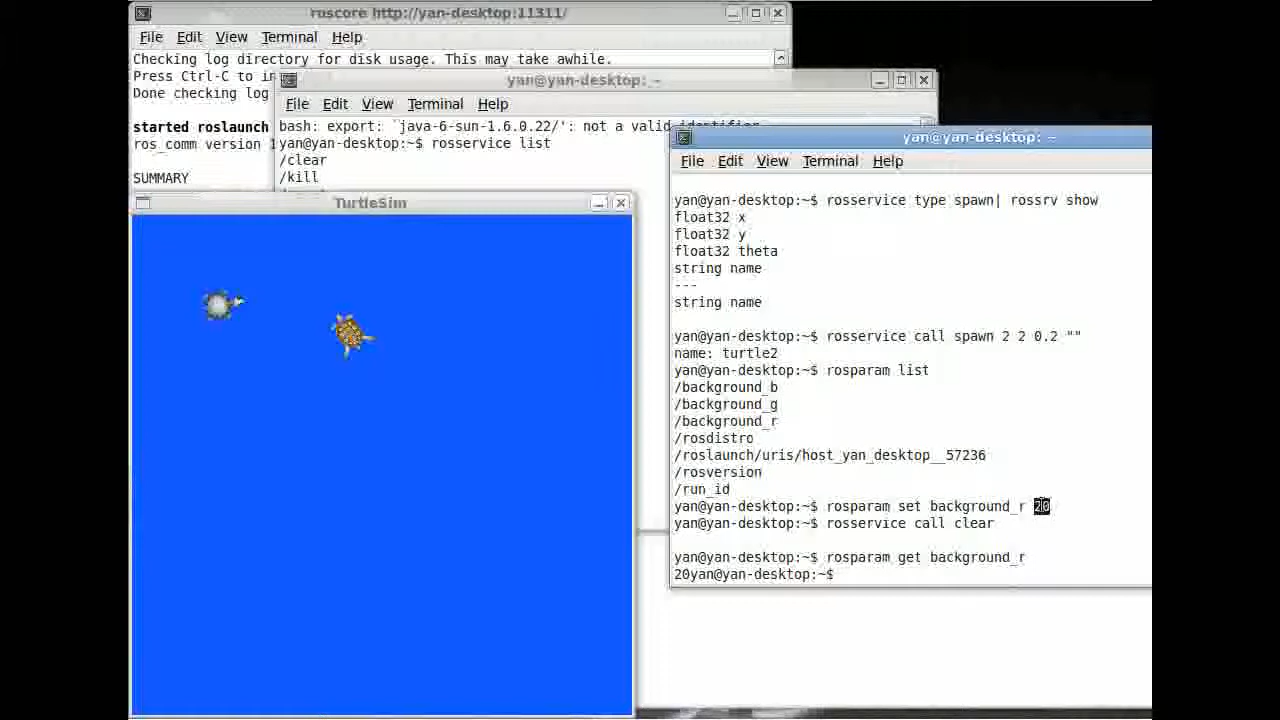 roscore http://yan-desktop:11311/
File Edit View Terminal Help
Checking log directory for disk usage. This may take awhile.
Press Ctrl-C to in
Done checking log
started roslaunch
ros_comm version 1
SUMMARY
yan@yan-desktop: ~
File Edit View Terminal Help
bash: export: `java-6-sun-1.6.0.22/': not a valid identifier
yan@yan-desktop:~$ rosservice list
/clear
/kill
TurtleSim
yan@yan-desktop: ~
File Edit View Terminal Help
yan@yan-desktop:~$ rosservice type spawn| rossrv show
float32 x
float32 y
float32 theta
string name
---
string name
yan@yan-desktop:~$ rosservice call spawn 2 2 0.2 ""
name: turtle2
yan@yan-desktop:~$ rosparam list
/background_b
/background_g
/background_r
/rosdistro
/roslaunch/uris/host_yan_desktop__57236
/rosversion
/run_id
yan@yan-desktop:~$ rosparam set background_r 20
yan@yan-desktop:~$ rosservice call clear
yan@yan-desktop:~$ rosparam get background_r
20yan@yan-desktop:~$